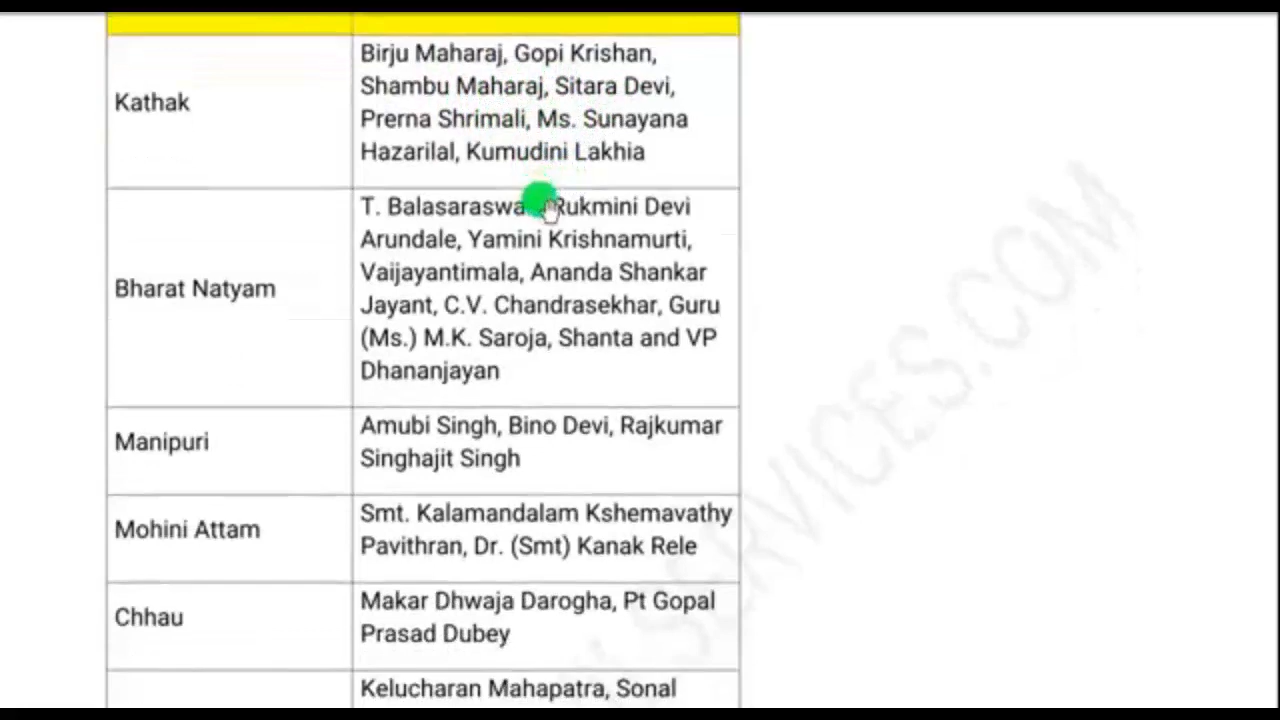 Kathak
Birju Maharaj, Gopi Krishan,
Shambu Maharaj, Sitara Devi,
Prerna Shrimali, Ms. Sunayana
Hazarilal, Kumudini Lakhia
Bharat Natyam
T. Balasaraswa Rukmini Devi
Arundale, Yamini Krishnamurti,
Vaijayantimala, Ananda Shankar
Jayant, C.V. Chandrasekhar, Guru
(Ms.) M.K. Saroja, Shanta and VP
Dhananjayan
Manipuri
Amubi Singh, Bino Devi, Rajkumar
Singhajit Singh
Mohini Attam
Smt. Kalamandalam Kshemavathy
Pavithran, Dr. (Smt) Kanak Rele
Chhau
Makar Dhwaja Darogha, Pt Gopal
Prasad Dubey
Kelucharan Mahapatra, Sonal
SERVICES.COM